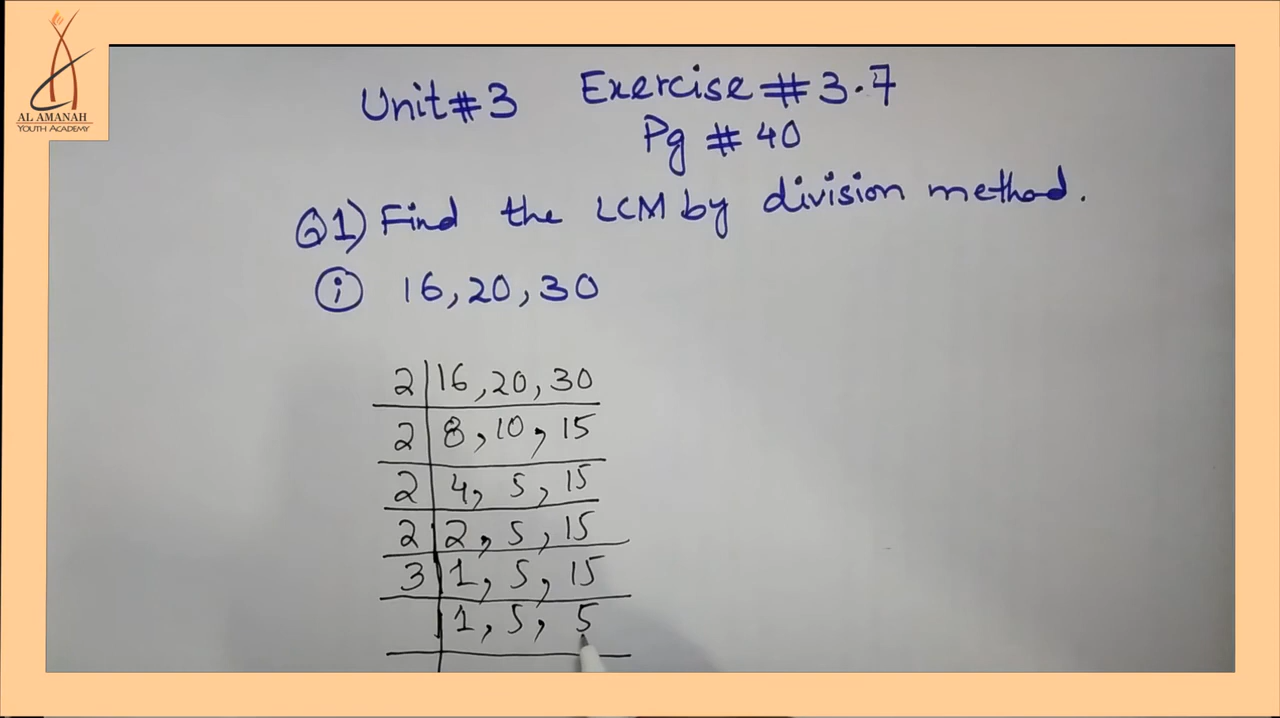 AL AMANAH
YOUTH ACADEMY
Unit # 3 Exercise # 3.7
Pg # 40
Q1) Find the LCM by division method.
(i) 16, 20, 30
2 | 16, 20, 30
2 | 8, 10, 15
2 | 4, 5, 15
2 | 2, 5, 15
3 | 1, 5, 15
| 1, 5, 5